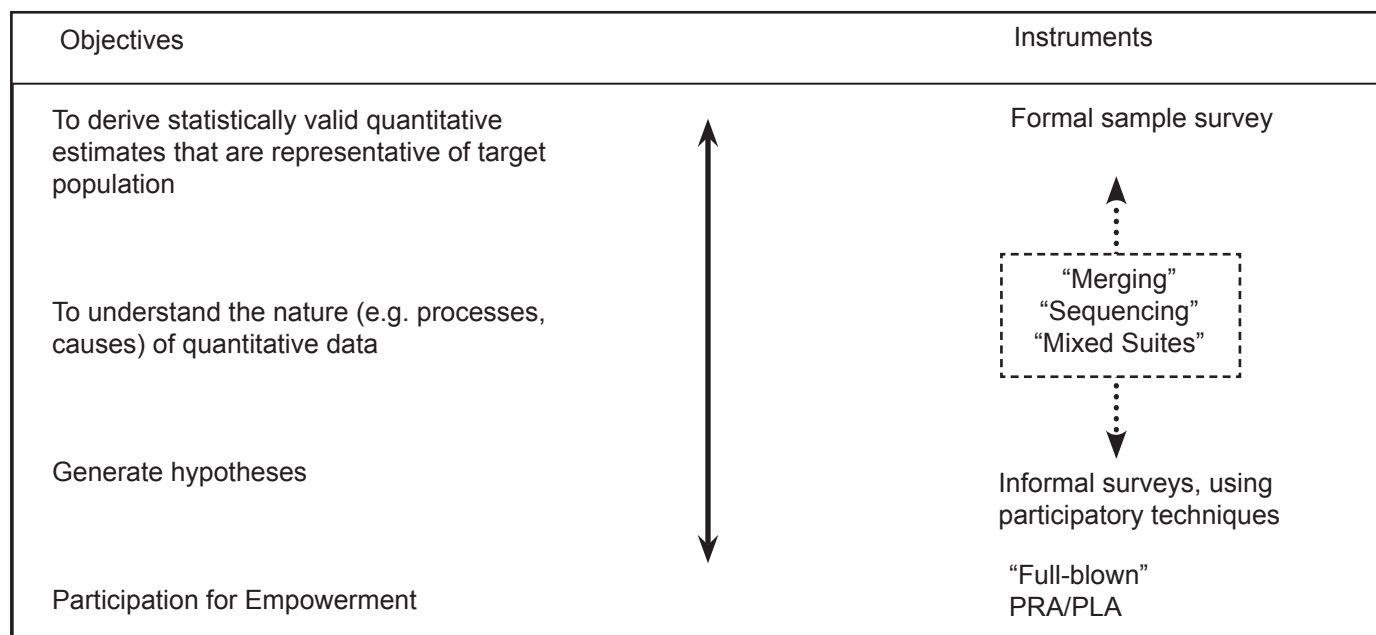 Objectives
Instruments
To derive statistically valid quantitative
estimates that are representative of target
population
Formal sample survey
“Merging”
“Sequencing”
“Mixed Suites”
To understand the nature (e.g. processes,
causes) of quantitative data
Generate hypotheses
Informal surveys, using
participatory techniques
Participation for Empowerment
“Full-blown”
PRA/PLA